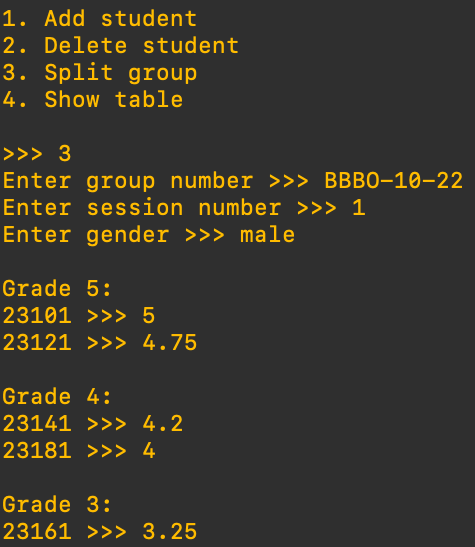 1. Add student
2. Delete student
3. Split group
4. Show table
>>> 3
Enter group number >>> BBBO-10-22
Enter session number >>> 1
Enter gender >>> male
Grade 5:
23101 >>> 5
23121 >>> 4.75
Grade 4:
23141 >>> 4.2
23181 >>> 4
Grade 3:
23161 >>> 3.25